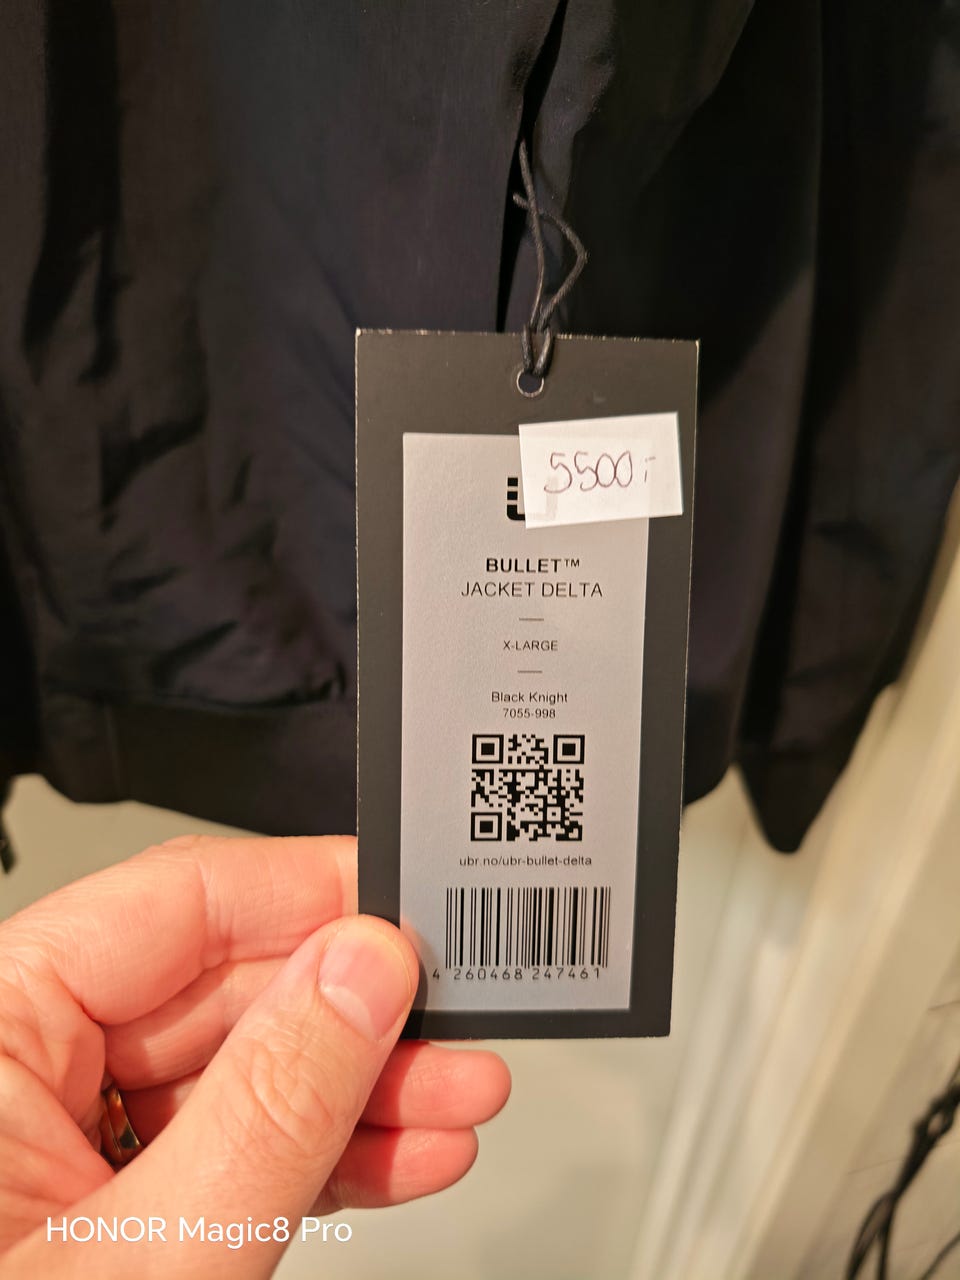 5500,-
BULLET™
JACKET DELTA
X-LARGE
Black Knight
7055-998
ubr.no/ubr-bullet-delta
4 260468 247461
HONOR Magic8 Pro